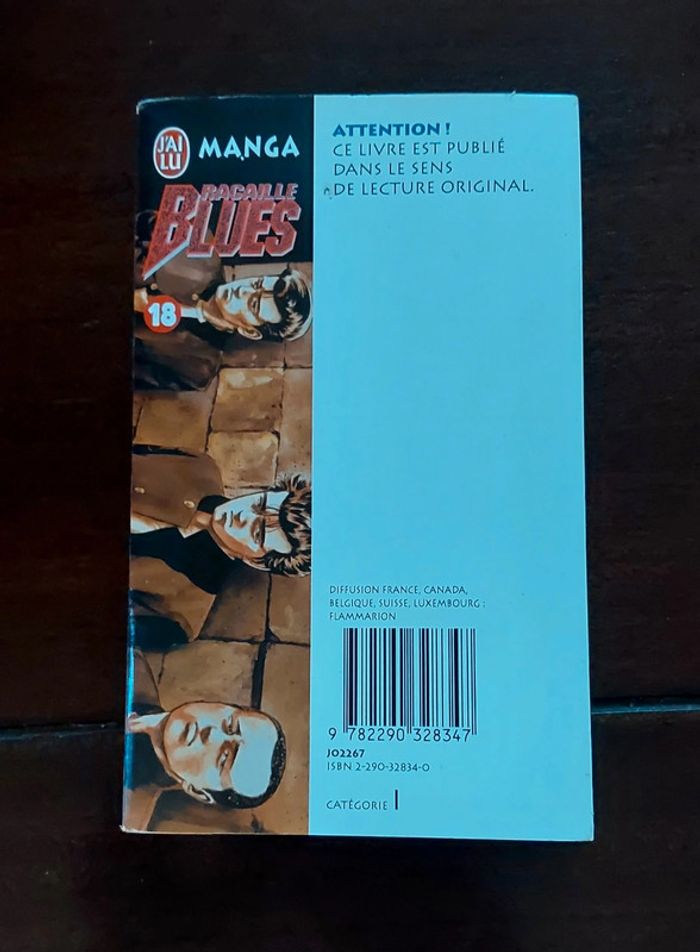 J'AI
LU
MANGA
RACAILLE
BLUES
18
ATTENTION !
CE LIVRE EST PUBLIÉ
DANS LE SENS
DE LECTURE ORIGINAL.
DIFFUSION FRANCE, CANADA,
BELGIQUE, SUISSE, LUXEMBOURG :
FLAMMARION
9 782290 328347
J02267
ISBN 2-290-32834-0
CATÉGORIE I